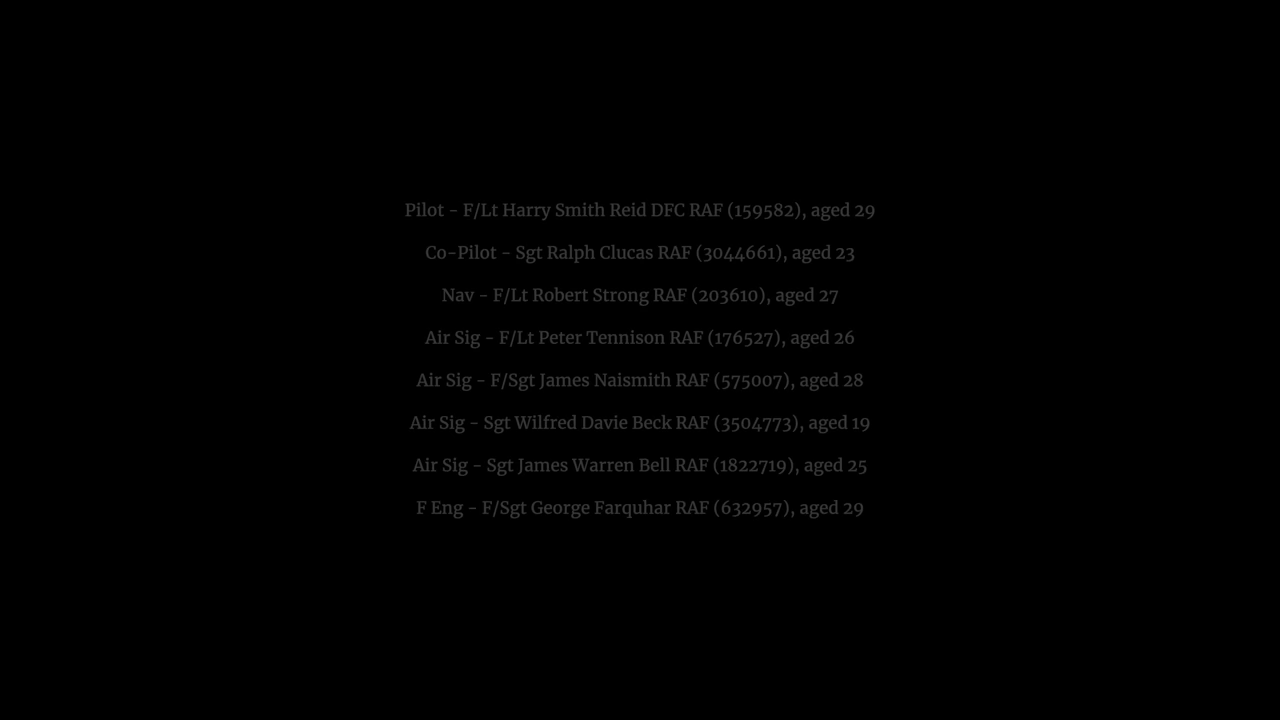 Pilot - F/Lt Harry Smith Reid DFC RAF (159582), aged 29
Co-Pilot - Sgt Ralph Clucas RAF (3044661), aged 23
Nav - F/Lt Robert Strong RAF (203610), aged 27
Air Sig - F/Lt Peter Tennison RAF (176527), aged 26
Air Sig - F/Sgt James Naismith RAF (575007), aged 28
Air Sig - Sgt Wilfred Davie Beck RAF (3504773), aged 19
Air Sig - Sgt James Warren Bell RAF (1822719), aged 25
F Eng - F/Sgt George Farquhar RAF (632957), aged 29